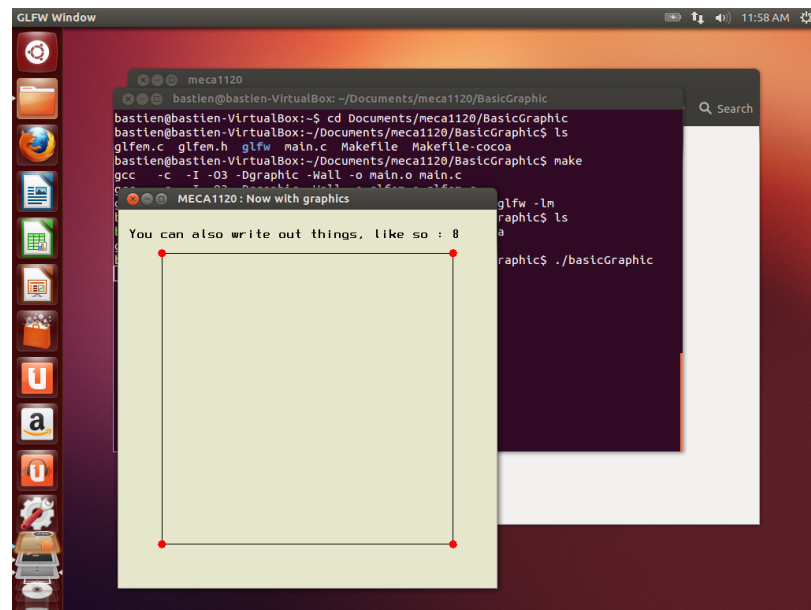 GLFW Window
11:58 AM
meca1120
bastien@bastien-VirtualBox: ~/Documents/meca1120/BasicGraphic
Search
bastien@bastien-VirtualBox:~$ cd Documents/meca1120/BasicGraphic
bastien@bastien-VirtualBox:~/Documents/meca1120/BasicGraphic$ ls
glfem.c glfem.h glfw main.c Makefile Makefile-cocoa
bastien@bastien-VirtualBox:~/Documents/meca1120/BasicGraphic$ make
gcc -c -I -O3 -Dgraphic -Wall -o main.o main.c
glfw -lm
raphic$ ls
a
raphic$ ./basicGraphic
MECA1120 : Now with graphics
You can also write out things, like so : 8